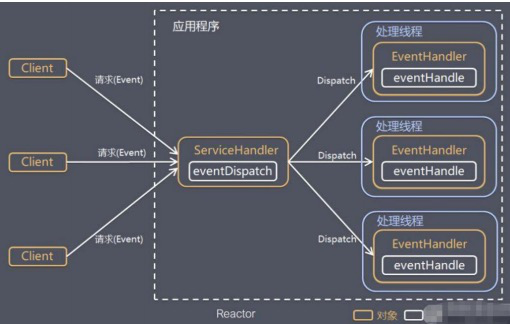 应用程序
处理线程
EventHandler
eventHandle
Client
请求(Event)
Dispatch
处理线程
EventHandler
eventHandle
Client
请求(Event)
ServiceHandler
eventDispatch
Dispatch
处理线程
EventHandler
eventHandle
Client
请求(Event)
Dispatch
Reactor
对象